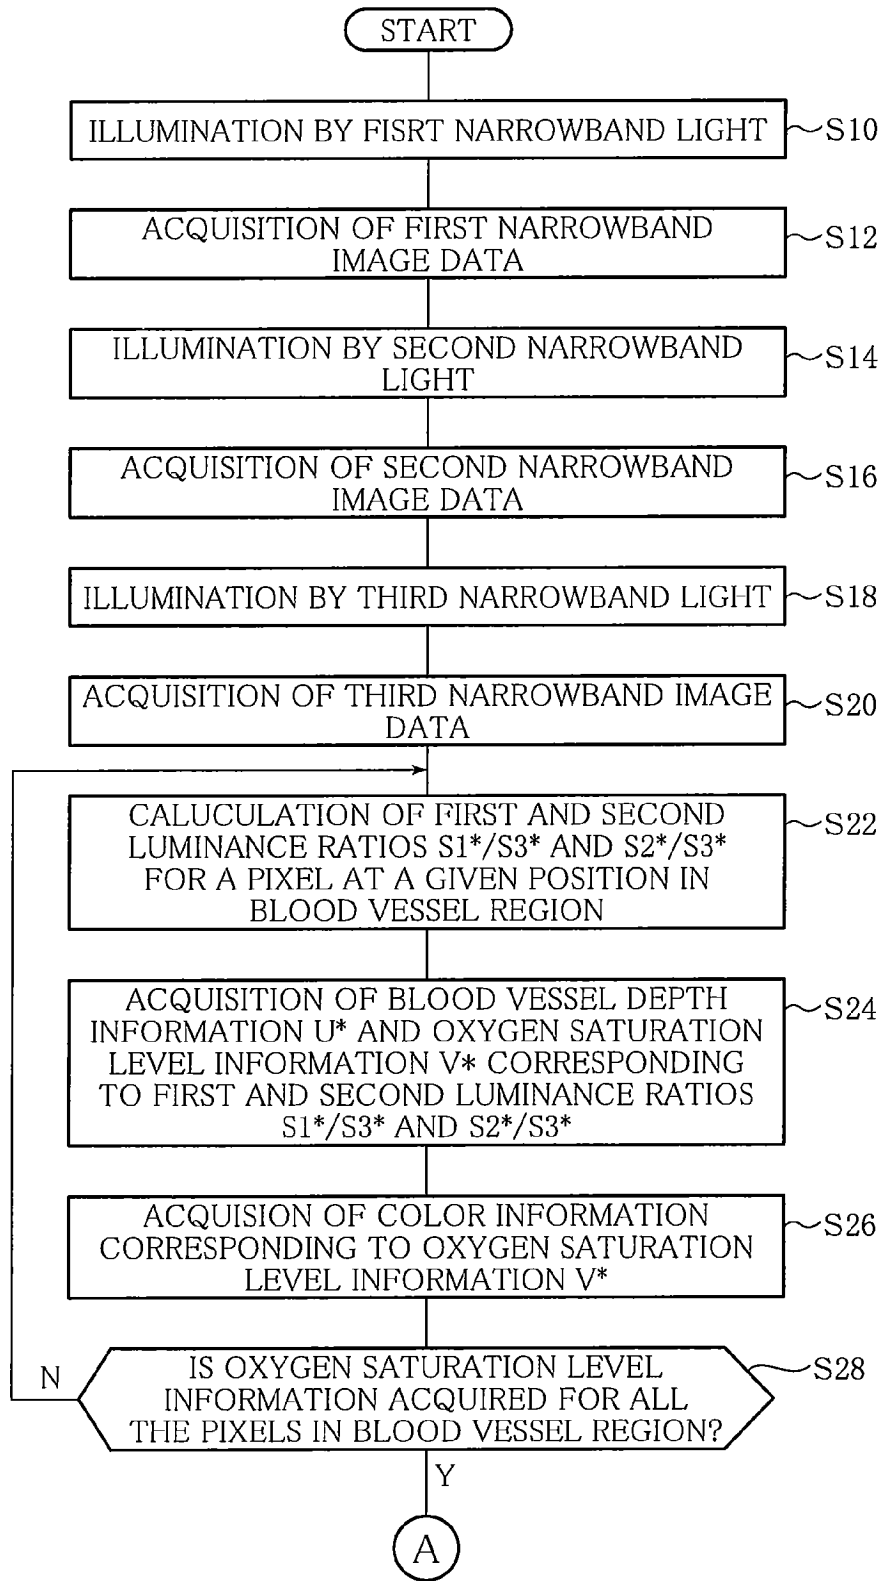 START
ILLUMINATION BY FISRT NARROWBAND LIGHT
S10
ACQUISITION OF FIRST NARROWBAND
IMAGE DATA
S12
ILLUMINATION BY SECOND NARROWBAND
LIGHT
S14
ACQUISITION OF SECOND NARROWBAND
IMAGE DATA
S16
ILLUMINATION BY THIRD NARROWBAND LIGHT
S18
ACQUISITION OF THIRD NARROWBAND IMAGE
DATA
S20
CALUCULATION OF FIRST AND SECOND
LUMINANCE RATIOS S1*/S3* AND S2*/S3*
FOR A PIXEL AT A GIVEN POSITION IN
BLOOD VESSEL REGION
S22
ACQUISITION OF BLOOD VESSEL DEPTH
INFORMATION U* AND OXYGEN SATURATION
LEVEL INFORMATION V* CORRESPONDING
TO FIRST AND SECOND LUMINANCE RATIOS
S1*/S3* AND S2*/S3*
S24
ACQUISION OF COLOR INFORMATION
CORRESPONDING TO OXYGEN SATURATION
LEVEL INFORMATION V*
S26
IS OXYGEN SATURATION LEVEL
INFORMATION ACQUIRED FOR ALL
THE PIXELS IN BLOOD VESSEL REGION?
S28
N
Y
A